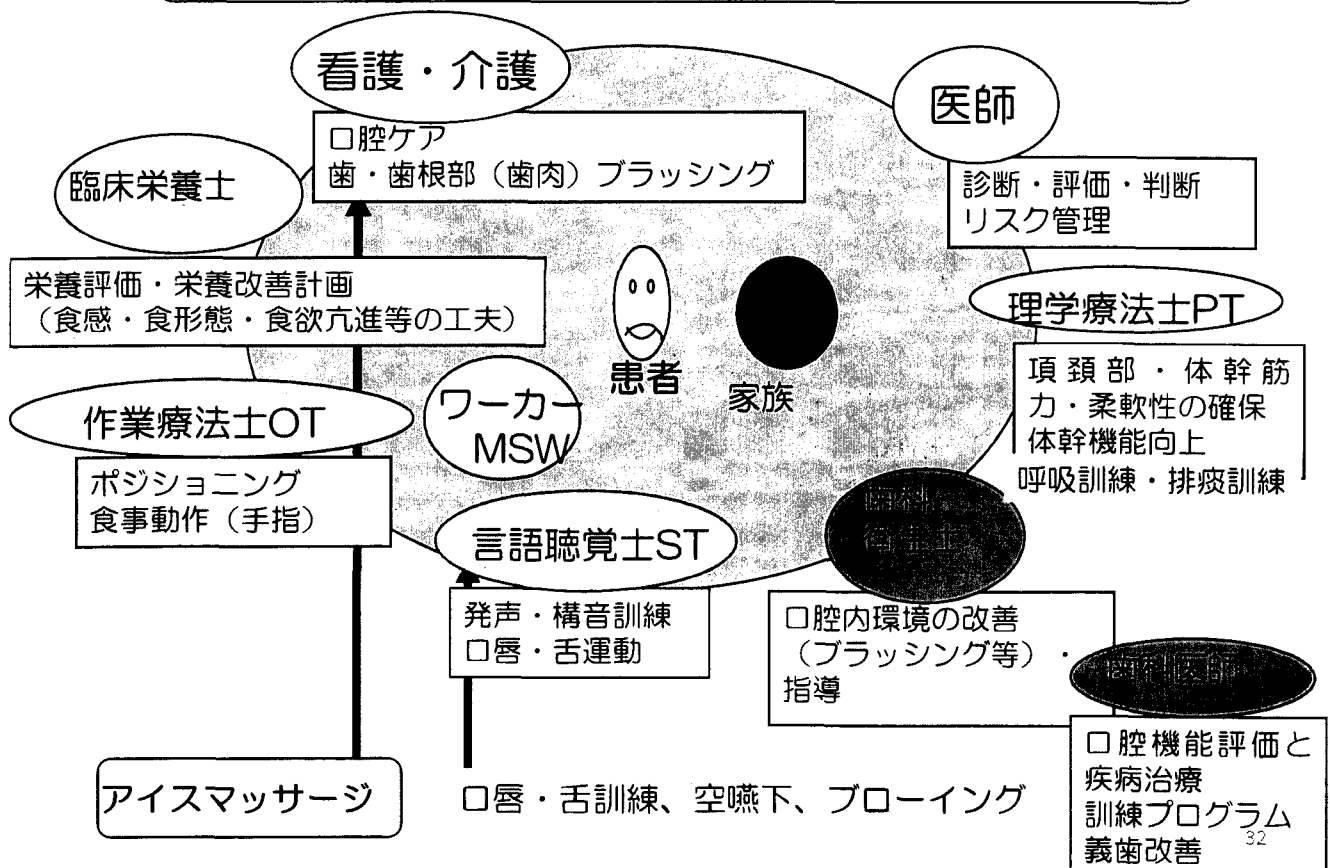 看護・介護
口腔ケア
歯・歯根部（歯肉）ブラッシング
医師
診断・評価・判断
リスク管理
臨床栄養士
栄養評価・栄養改善計画
（食感・食形態・食欲亢進等の工夫）
理学療法士PT
項頚部・体幹筋
力・柔軟性の確保
体幹機能向上
呼吸訓練・排痰訓練
患者
家族
ワーカー
MSW
作業療法士OT
ポジショニング
食事動作（手指）
言語聴覚士ST
発声・構音訓練
口唇・舌運動
歯科
衛生士
口腔内環境の改善
（ブラッシング等）・
指導
歯科医師
口腔機能評価と
疾病治療
訓練プログラム
義歯改善
アイスマッサージ
口唇・舌訓練、空嚥下、ブローイング
32